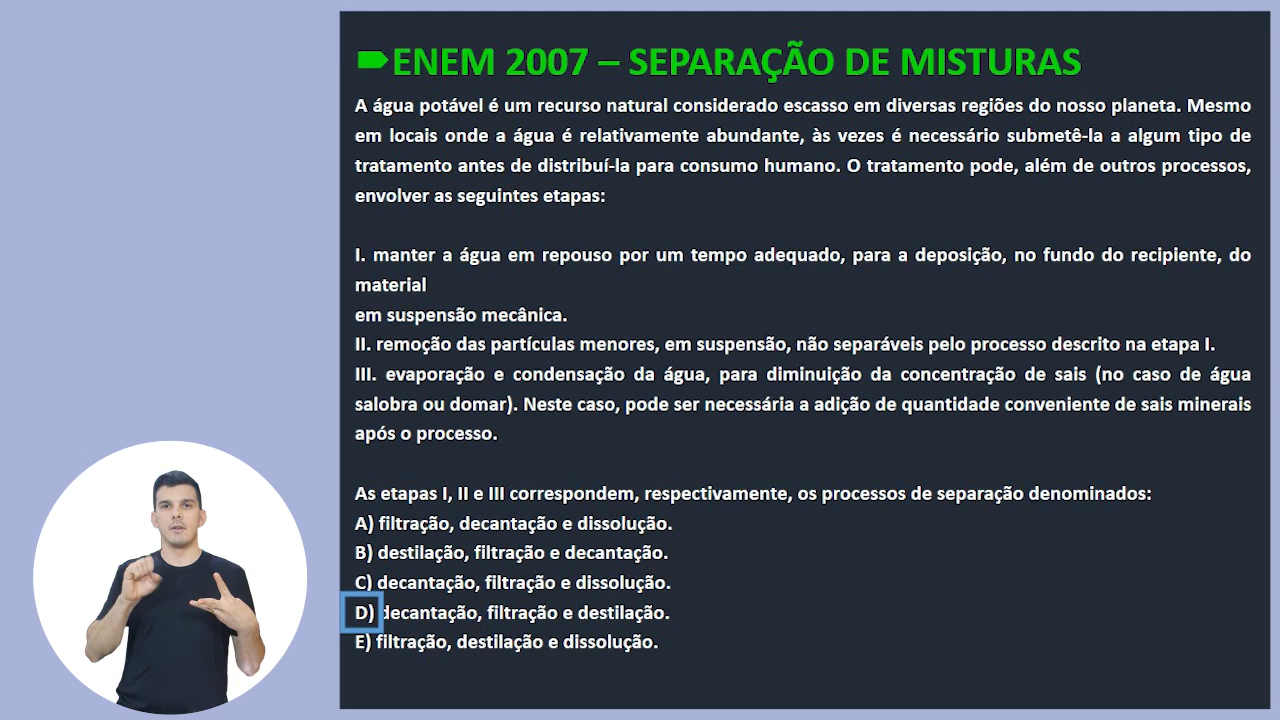 ENEM 2007 – SEPARAÇÃO DE MISTURAS
A água potável é um recurso natural considerado escasso em diversas regiões do nosso planeta. Mesmo
em locais onde a água é relativamente abundante, às vezes é necessário submetê-la a algum tipo de
tratamento antes de distribuí-la para consumo humano. O tratamento pode, além de outros processos,
envolver as seguintes etapas:
I. manter a água em repouso por um tempo adequado, para a deposição, no fundo do recipiente, do
material
em suspensão mecânica.
II. remoção das partículas menores, em suspensão, não separáveis pelo processo descrito na etapa I.
III. evaporação e condensação da água, para diminuição da concentração de sais (no caso de água
salobra ou domar). Neste caso, pode ser necessária a adição de quantidade conveniente de sais minerais
após o processo.
As etapas I, II e III correspondem, respectivamente, os processos de separação denominados:
A) filtração, decantação e dissolução.
B) destilação, filtração e decantação.
C) decantação, filtração e dissolução.
D) decantação, filtração e destilação.
E) filtração, destilação e dissolução.